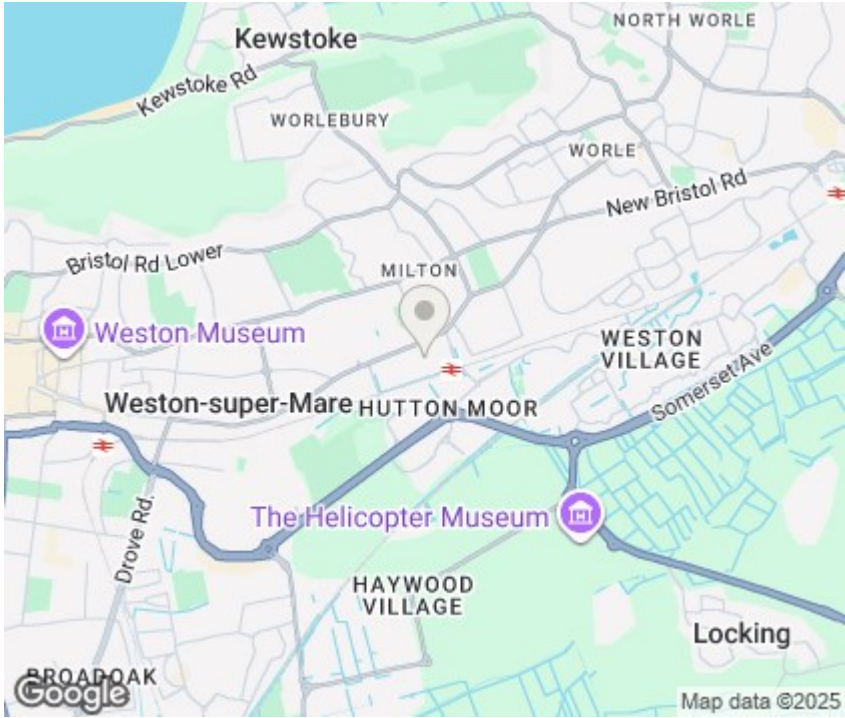 NORTH WORLE
Kewstoke
Kewstoke Rd
WORLEBURY
WORLE
New Bristol Rd
Bristol Rd Lower
MILTON
Weston Museum
WESTON
VILLAGE
Somerset Ave
Weston-super-Mare
HUTTON MOOR
The Helicopter Museum
Drove Rd.
HAYWOOD
VILLAGE
Locking
BROADOAK
Google
Map data ©2025